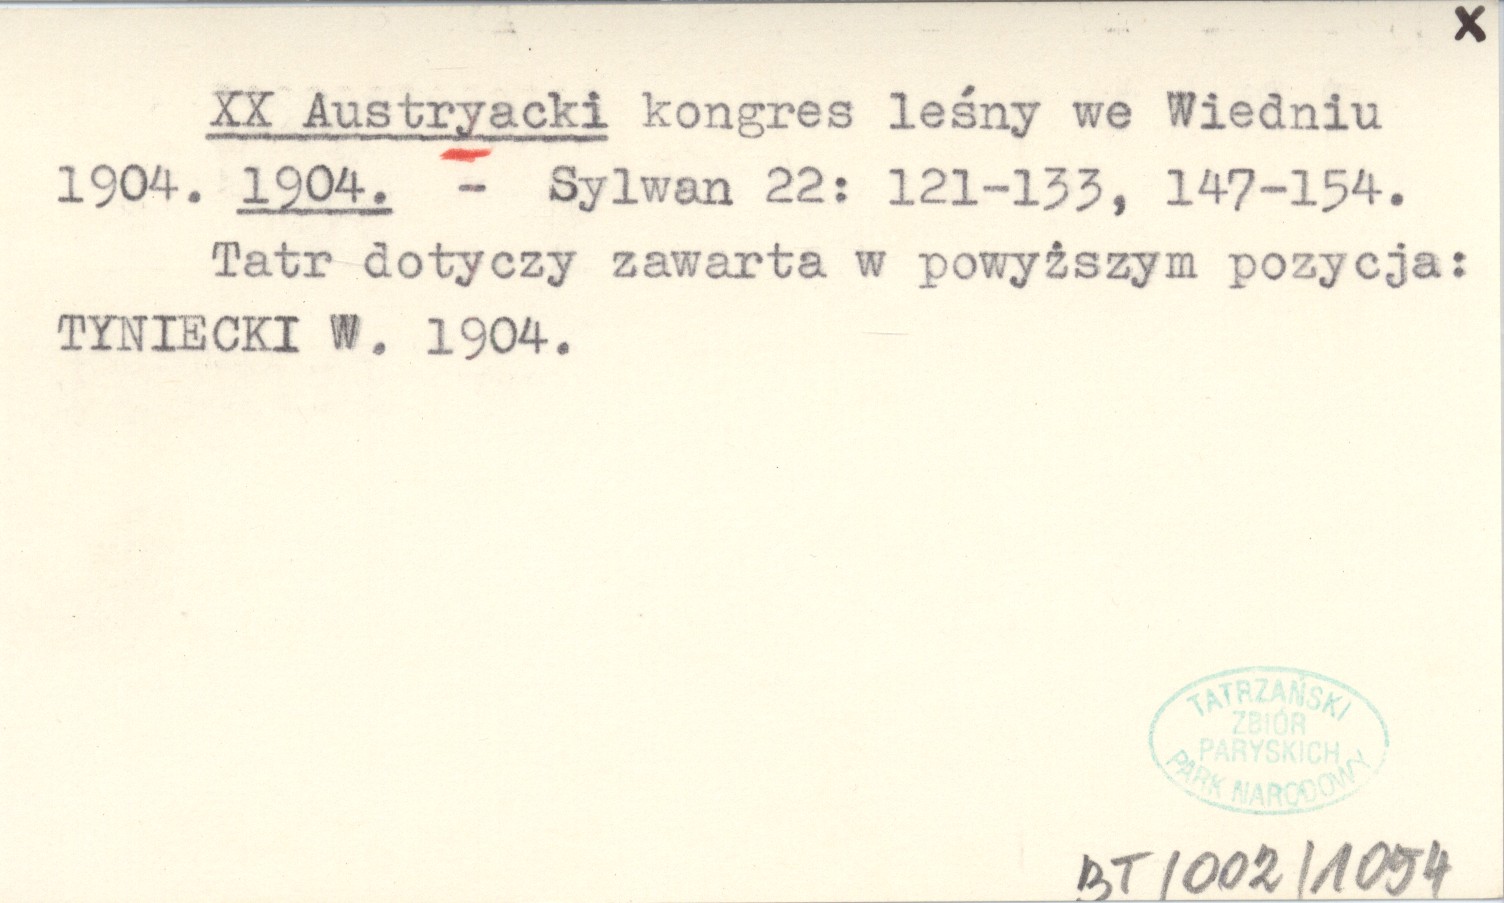 x
XX Austryacki kongres leśny we Wiedniu
1904. 1904. - Sylwan 22: 121-133, 147-154.
Tatr dotyczy zawarta w powyższym pozycja:
TYNIECKI W. 1904.
TATRZAŃSKI
ZBIÓR
PARYSKICH
PARK NARODOWY
BT/002/1054